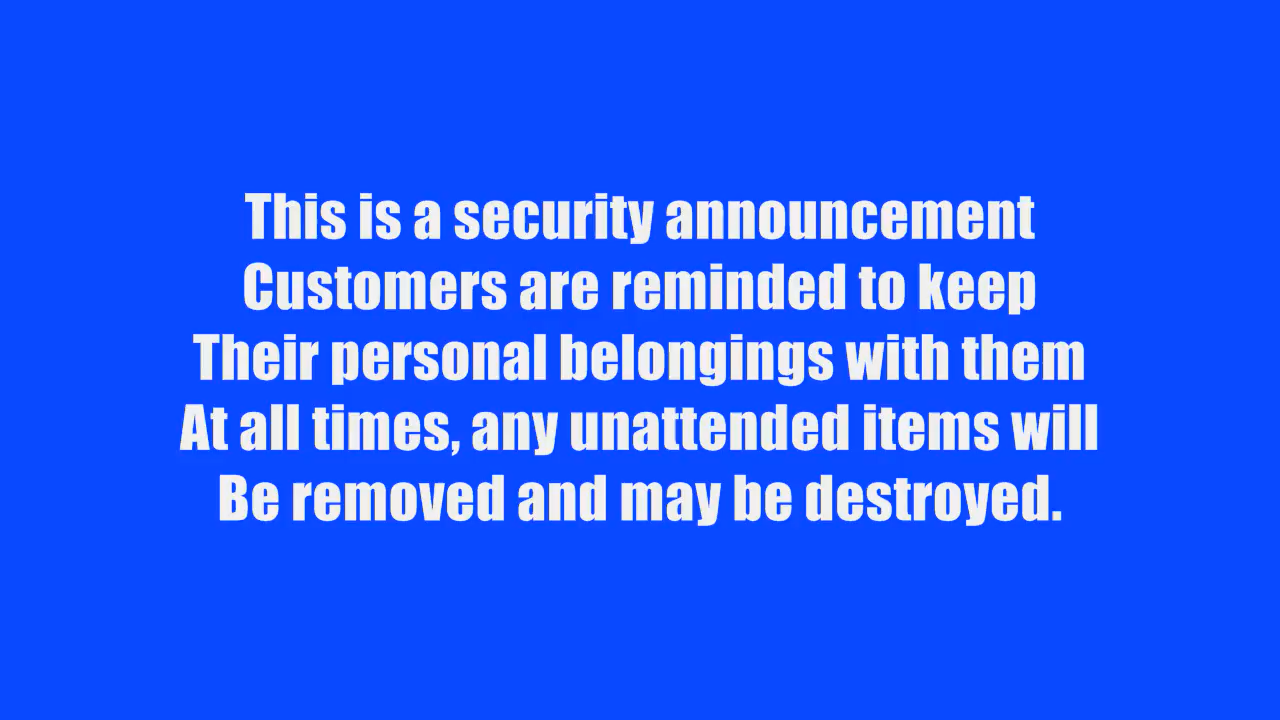 This is a security announcement
Customers are reminded to keep
Their personal belongings with them
At all times, any unattended items will
Be removed and may be destroyed.